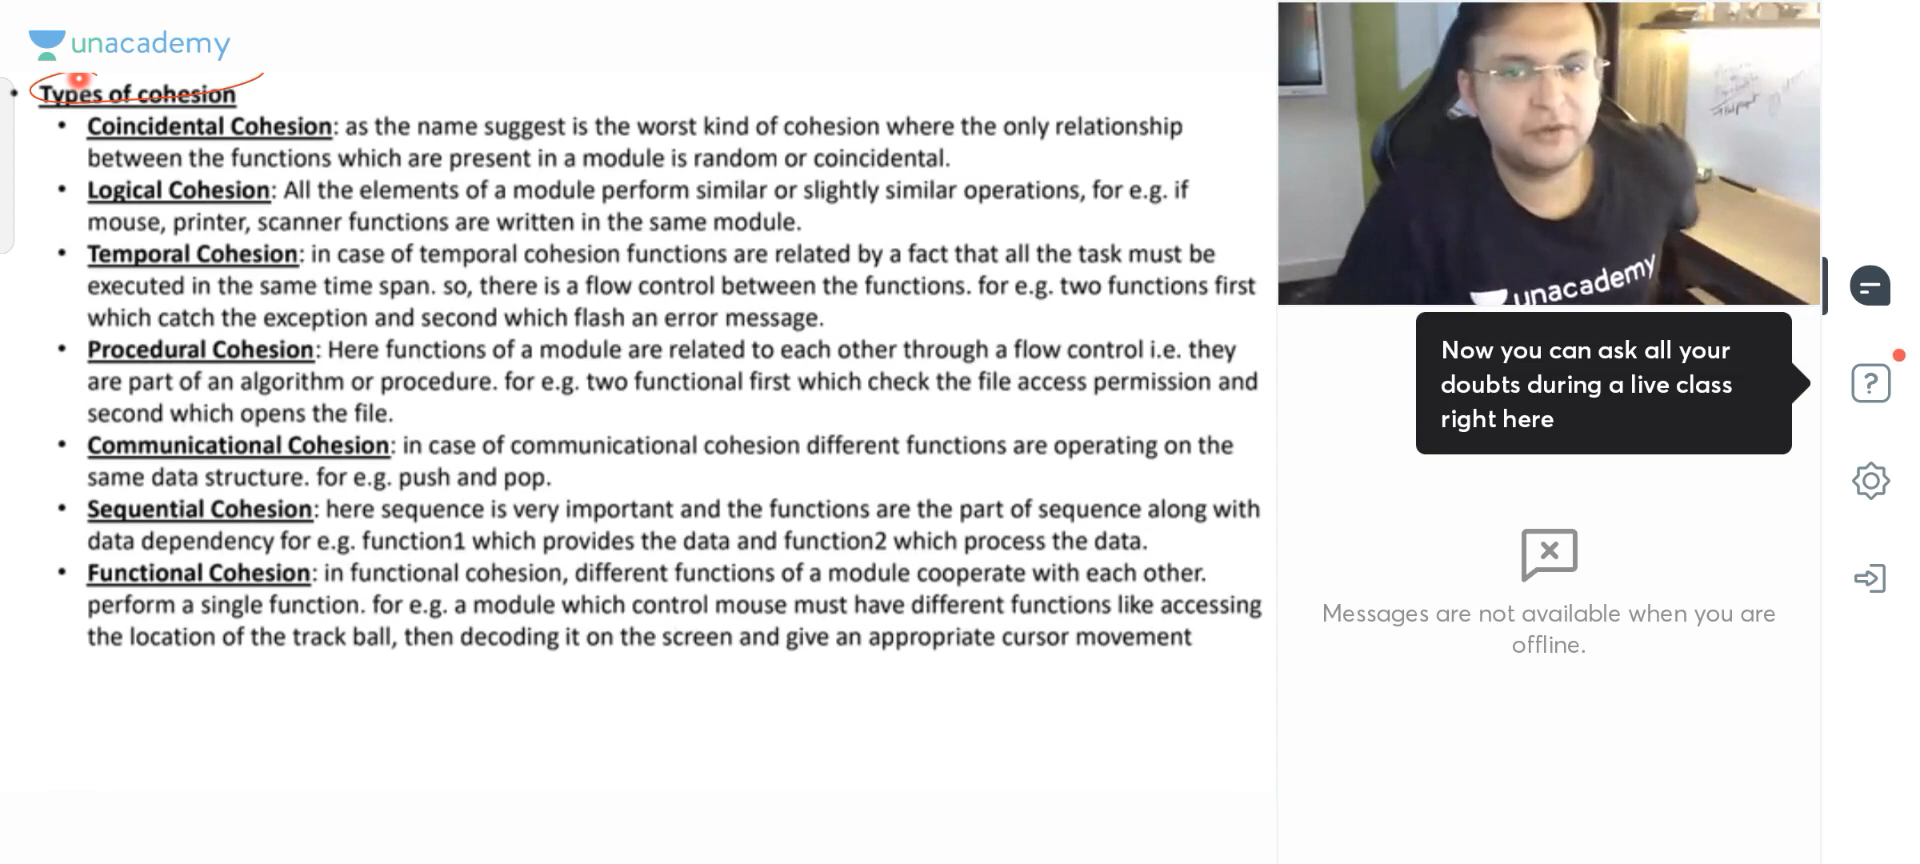 unacademy
• Types of cohesion
• Coincidental Cohesion: as the name suggest is the worst kind of cohesion where the only relationship
between the functions which are present in a module is random or coincidental.
• Logical Cohesion: All the elements of a module perform similar or slightly similar operations, for e.g. if
mouse, printer, scanner functions are written in the same module.
• Temporal Cohesion: in case of temporal cohesion functions are related by a fact that all the task must be
executed in the same time span. so, there is a flow control between the functions. for e.g. two functions first
which catch the exception and second which flash an error message.
• Procedural Cohesion: Here functions of a module are related to each other through a flow control i.e. they
are part of an algorithm or procedure. for e.g. two functional first which check the file access permission and
second which opens the file.
• Communicational Cohesion: in case of communicational cohesion different functions are operating on the
same data structure. for e.g. push and pop.
• Sequential Cohesion: here sequence is very important and the functions are the part of sequence along with
data dependency for e.g. function1 which provides the data and function2 which process the data.
• Functional Cohesion: in functional cohesion, different functions of a module cooperate with each other.
perform a single function. for e.g. a module which control mouse must have different functions like accessing
the location of the track ball, then decoding it on the screen and give an appropriate cursor movement
unacademy
Now you can ask all your
doubts during a live class
right here
?
Messages are not available when you are
offline.